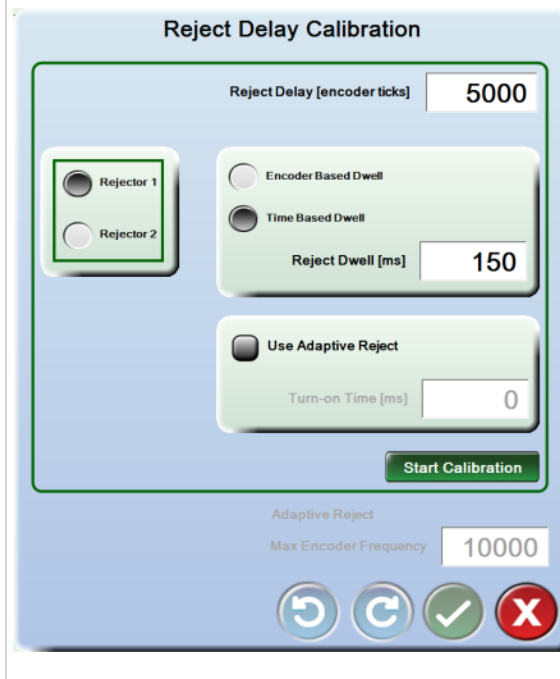 Reject Delay Calibration
Reject Delay [encoder ticks] 5000
Rejector 1
Rejector 2
Encoder Based Dwell
Time Based Dwell
Reject Dwell [ms] 150
Use Adaptive Reject
Turn-on Time [ms] 0
Start Calibration
Adaptive Reject
Max Encoder Frequency 10000